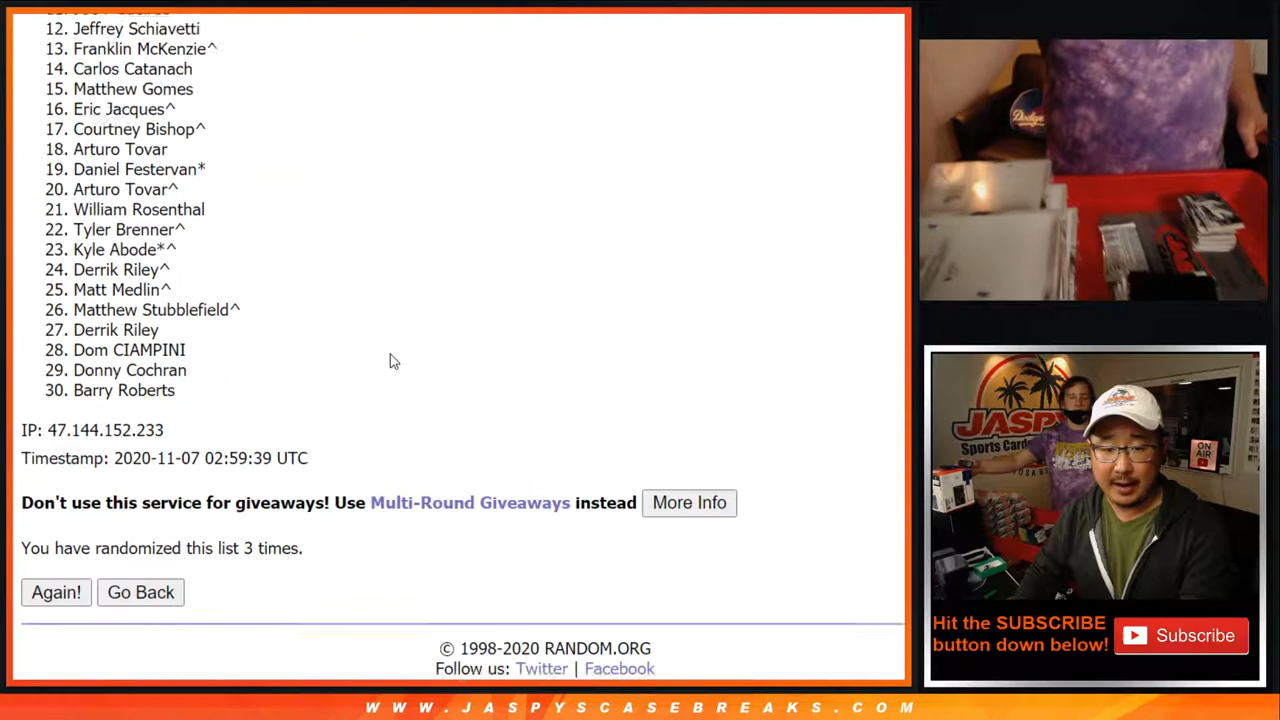 12. Jeffrey Schiavetti
13. Franklin McKenzie^
14. Carlos Catanach
15. Matthew Gomes
16. Eric Jacques^
17. Courtney Bishop^
18. Arturo Tovar
19. Daniel Festervan*
20. Arturo Tovar^
21. William Rosenthal
22. Tyler Brenner^
23. Kyle Abode*^
24. Derrik Riley^
25. Matt Medlin^
26. Matthew Stubblefield^
27. Derrik Riley
28. Dom CIAMPINI
29. Donny Cochran
30. Barry Roberts
IP: 47.144.152.233
Timestamp: 2020-11-07 02:59:39 UTC
Don't use this service for giveaways! Use Multi-Round Giveaways instead More Info
You have randomized this list 3 times.
Again! Go Back
© 1998-2020 RANDOM.ORG
Follow us: Twitter | Facebook
Dodgers
JASPY
Sports Cards
ON
AIR
Hit the SUBSCRIBE
button down below!
Subscribe
WWW.JASPYSCASEBREAKS.COM